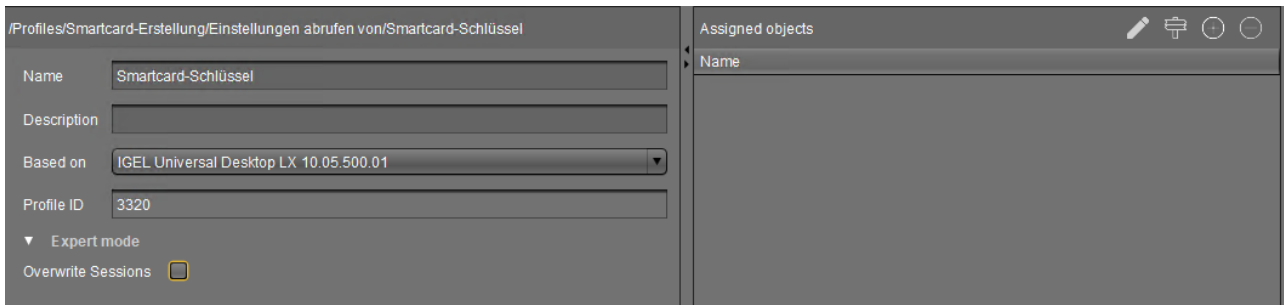 /Profiles/Smartcard-Erstellung/Einstellungen abrufen von/Smartcard-Schlüssel
Name Smartcard-Schlüssel
Description
Based on IGEL Universal Desktop LX 10.05.500.01
Profile ID 3320
Expert mode
Overwrite Sessions
Assigned objects
Name